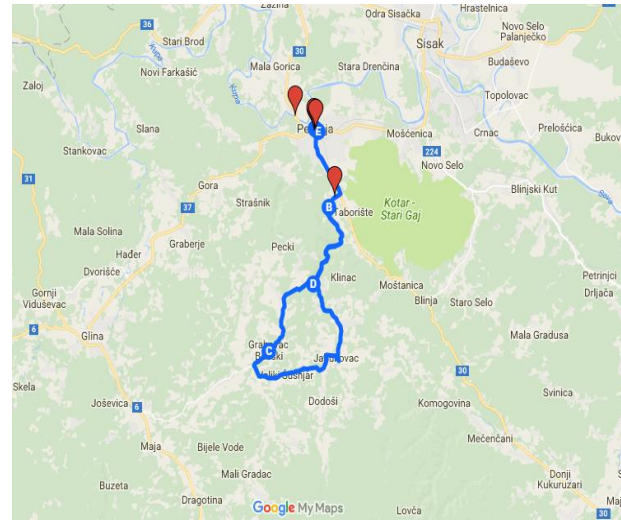 Žažina
Odra Sisačka
Hrastelnica
36
Stari Brod
30
Novo Selo
Palanječko
Sisak
Kupa
Mala Gorica
Stara Drenčina
Budaševo
Zaloj
Novi Farkašić
Kupa
Topolovac
Slana
Mošćenica
Crnac
Prelošćica
Bukov
E
Stankovac
224
Novo Selo
31
Gora
Blinjski Kut
37
Strašnik
B
Taborište
Kotar -
Stari Gaj
Mala Solina
Graberje
Hađer
Pecki
Dvorišće
Klinac
Petrinjci
Gornji
Viduševac
D
Moštanica
Drljača
Blinja
Staro Selo
6
Glina
C
Mala Gradusa
Skela
30
Dodoši
Svinica
Joševica
6
Komogovina
Maja
Bijele Vode
Mečenčani
Mali Gradac
Donji
Kukuruzari
Buzeta
Dragotina
Google My Maps
Lovča
30
Maj